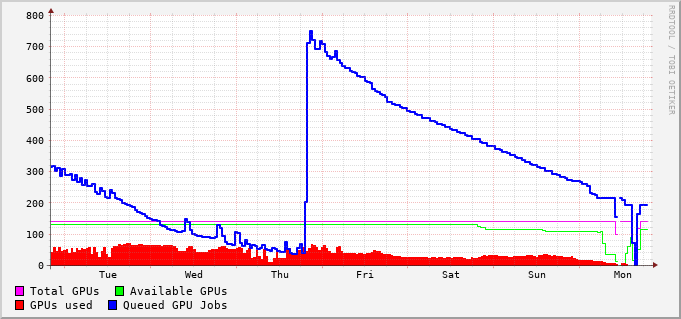 800
700
600
500
400
300
200
100
0
Tue Wed Thu Fri Sat Sun Mon
Total GPUs Available GPUs
GPUs used Queued GPU Jobs
RRDTOOL / TOBI OETIKER